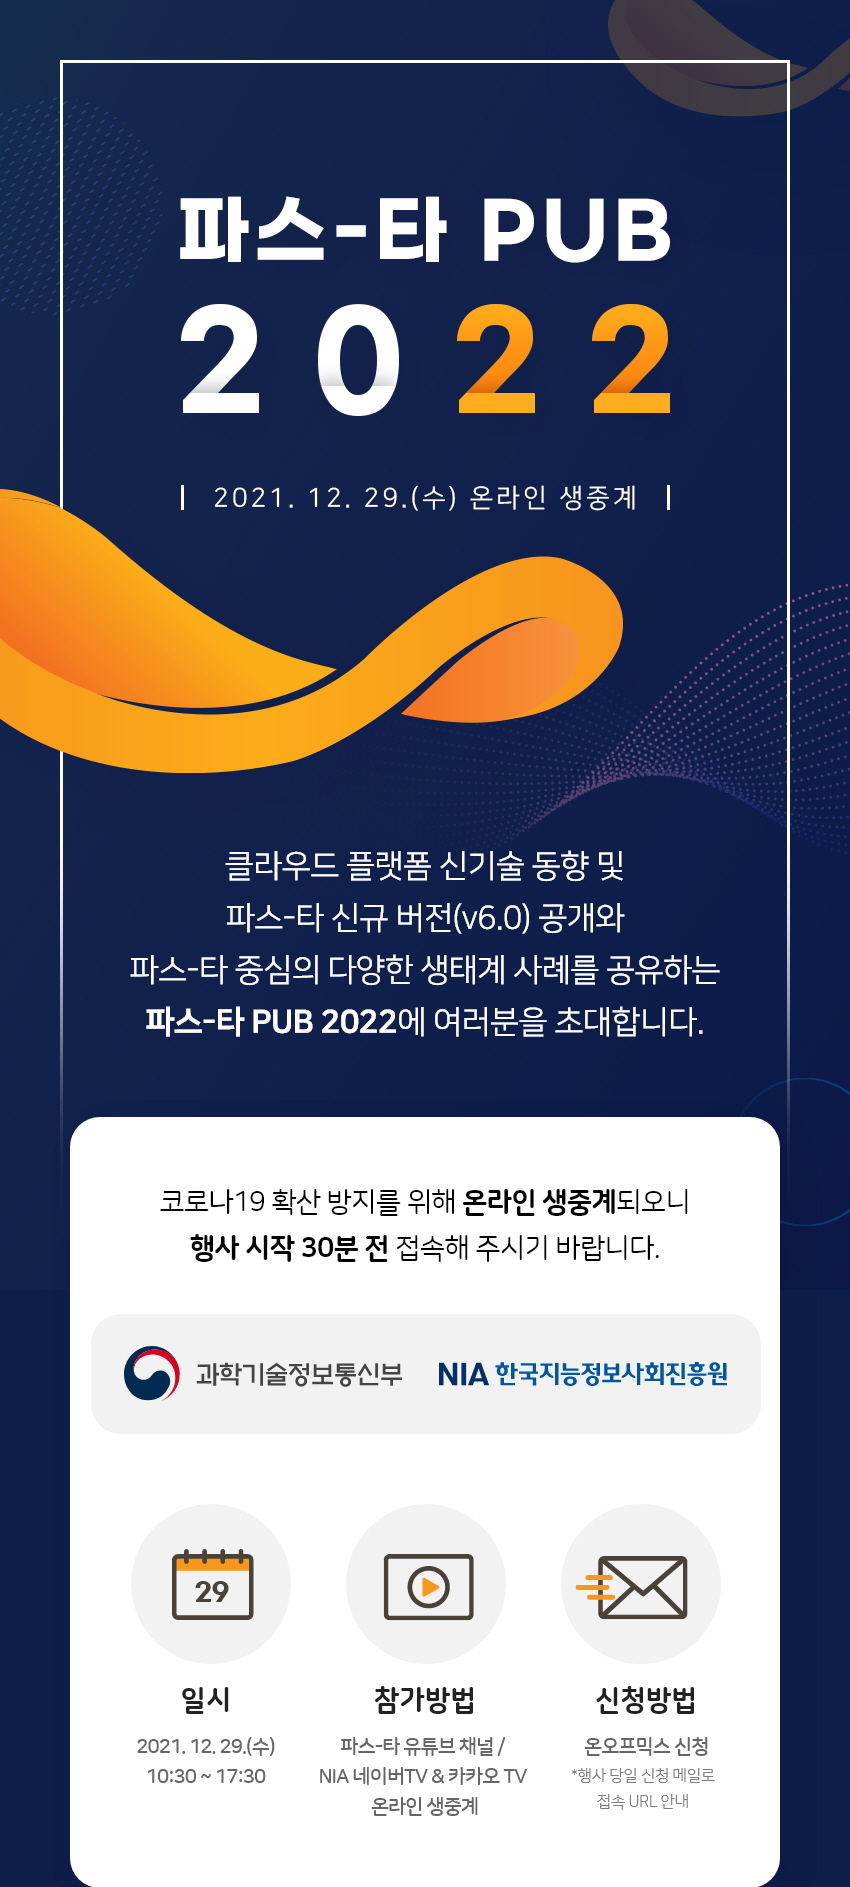 파스-타 PUB
2022
2021. 12. 29.(수) 온라인 생중계
클라우드 플랫폼 신기술 동향 및
파스-타 신규 버전(v6.0) 공개와
파스-타 중심의 다양한 생태계 사례를 공유하는
파스-타 PUB 2022에 여러분을 초대합니다.
코로나19 확산 방지를 위해 온라인 생중계되오니
행사 시작 30분 전 접속해 주시기 바랍니다.
과학기술정보통신부
NIA 한국지능정보사회진흥원
29
일시
2021. 12. 29.(수)
10:30 ~ 17:30
참가방법
파스-타 유튜브 채널 /
NIA 네이버TV & 카카오 TV
온라인 생중계
신청방법
온오프믹스 신청
*행사 당일 신청 메일로
접속 URL 안내